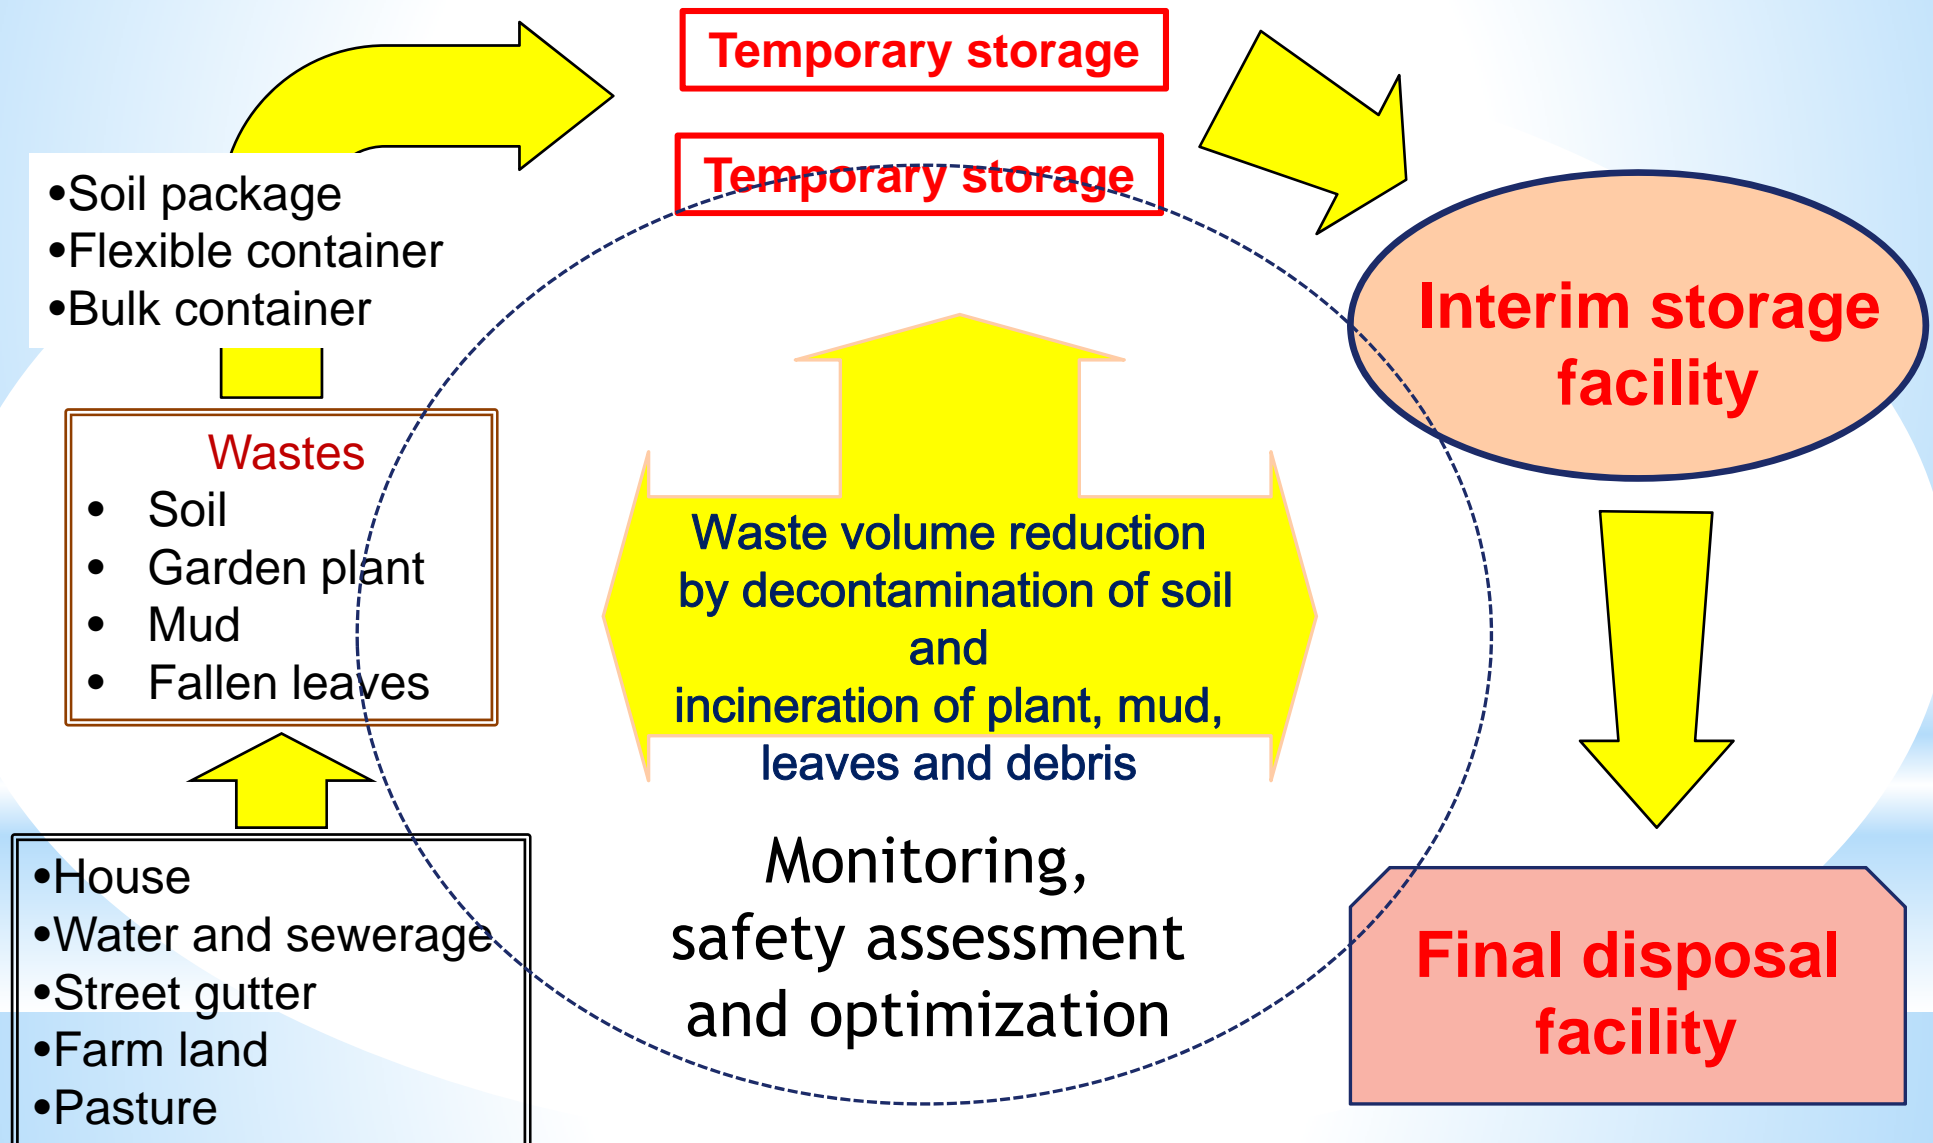 Temporary storage
Temporary storage
•Soil package
•Flexible container
•Bulk container
Interim storage
facility
Wastes
• Soil
• Garden plant
• Mud
• Fallen leaves
Waste volume reduction
by decontamination of soil
and
incineration of plant, mud,
leaves and debris
Monitoring,
safety assessment
and optimization
•House
•Water and sewerage
•Street gutter
•Farm land
•Pasture
Final disposal
facility